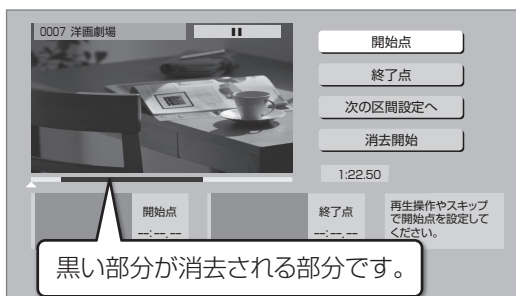 0007 洋画劇場
開始点
終了点
次の区間設定へ
消去開始
1:22.50
開始点
--:--.--
終了点
--:--.--
再生操作やスキップ
で開始点を設定して
ください。
黒い部分が消去される部分です。